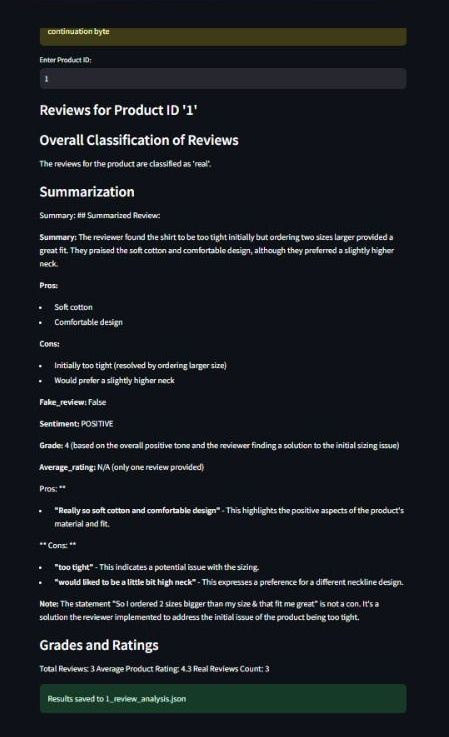 continuation byte
Enter Product ID:
1
Reviews for Product ID '1'
Overall Classification of Reviews
The reviews for the product are classified as 'real'.
Summarization
Summary: ## Summarized Review:
Summary: The reviewer found the shirt to be too tight initially but ordering two sizes larger provided a
great fit. They praised the soft cotton and comfortable design, although they preferred a slightly higher
neck.
Pros:
• Soft cotton
• Comfortable design
Cons:
• Initially too tight (resolved by ordering larger size)
• Would prefer a slightly higher neck
Fake_review: False
Sentiment: POSITIVE
Grade: 4 (based on the overall positive tone and the reviewer finding a solution to the initial sizing issue)
Average_rating: N/A (only one review provided)
Pros: **
• "Really so soft cotton and comfortable design" - This highlights the positive aspects of the product's
material and fit.
** Cons: **
• "too tight" - This indicates a potential issue with the sizing.
• "would liked to be a little bit high neck" - This expresses a preference for a different neckline design.
Note: The statement "So I ordered 2 sizes bigger than my size & that fit me great" is not a con. It's a
solution the reviewer implemented to address the initial issue of the product being too tight.
Grades and Ratings
Total Reviews: 3 Average Product Rating: 4.3 Real Reviews Count: 3
Results saved to 1_review_analysis.json